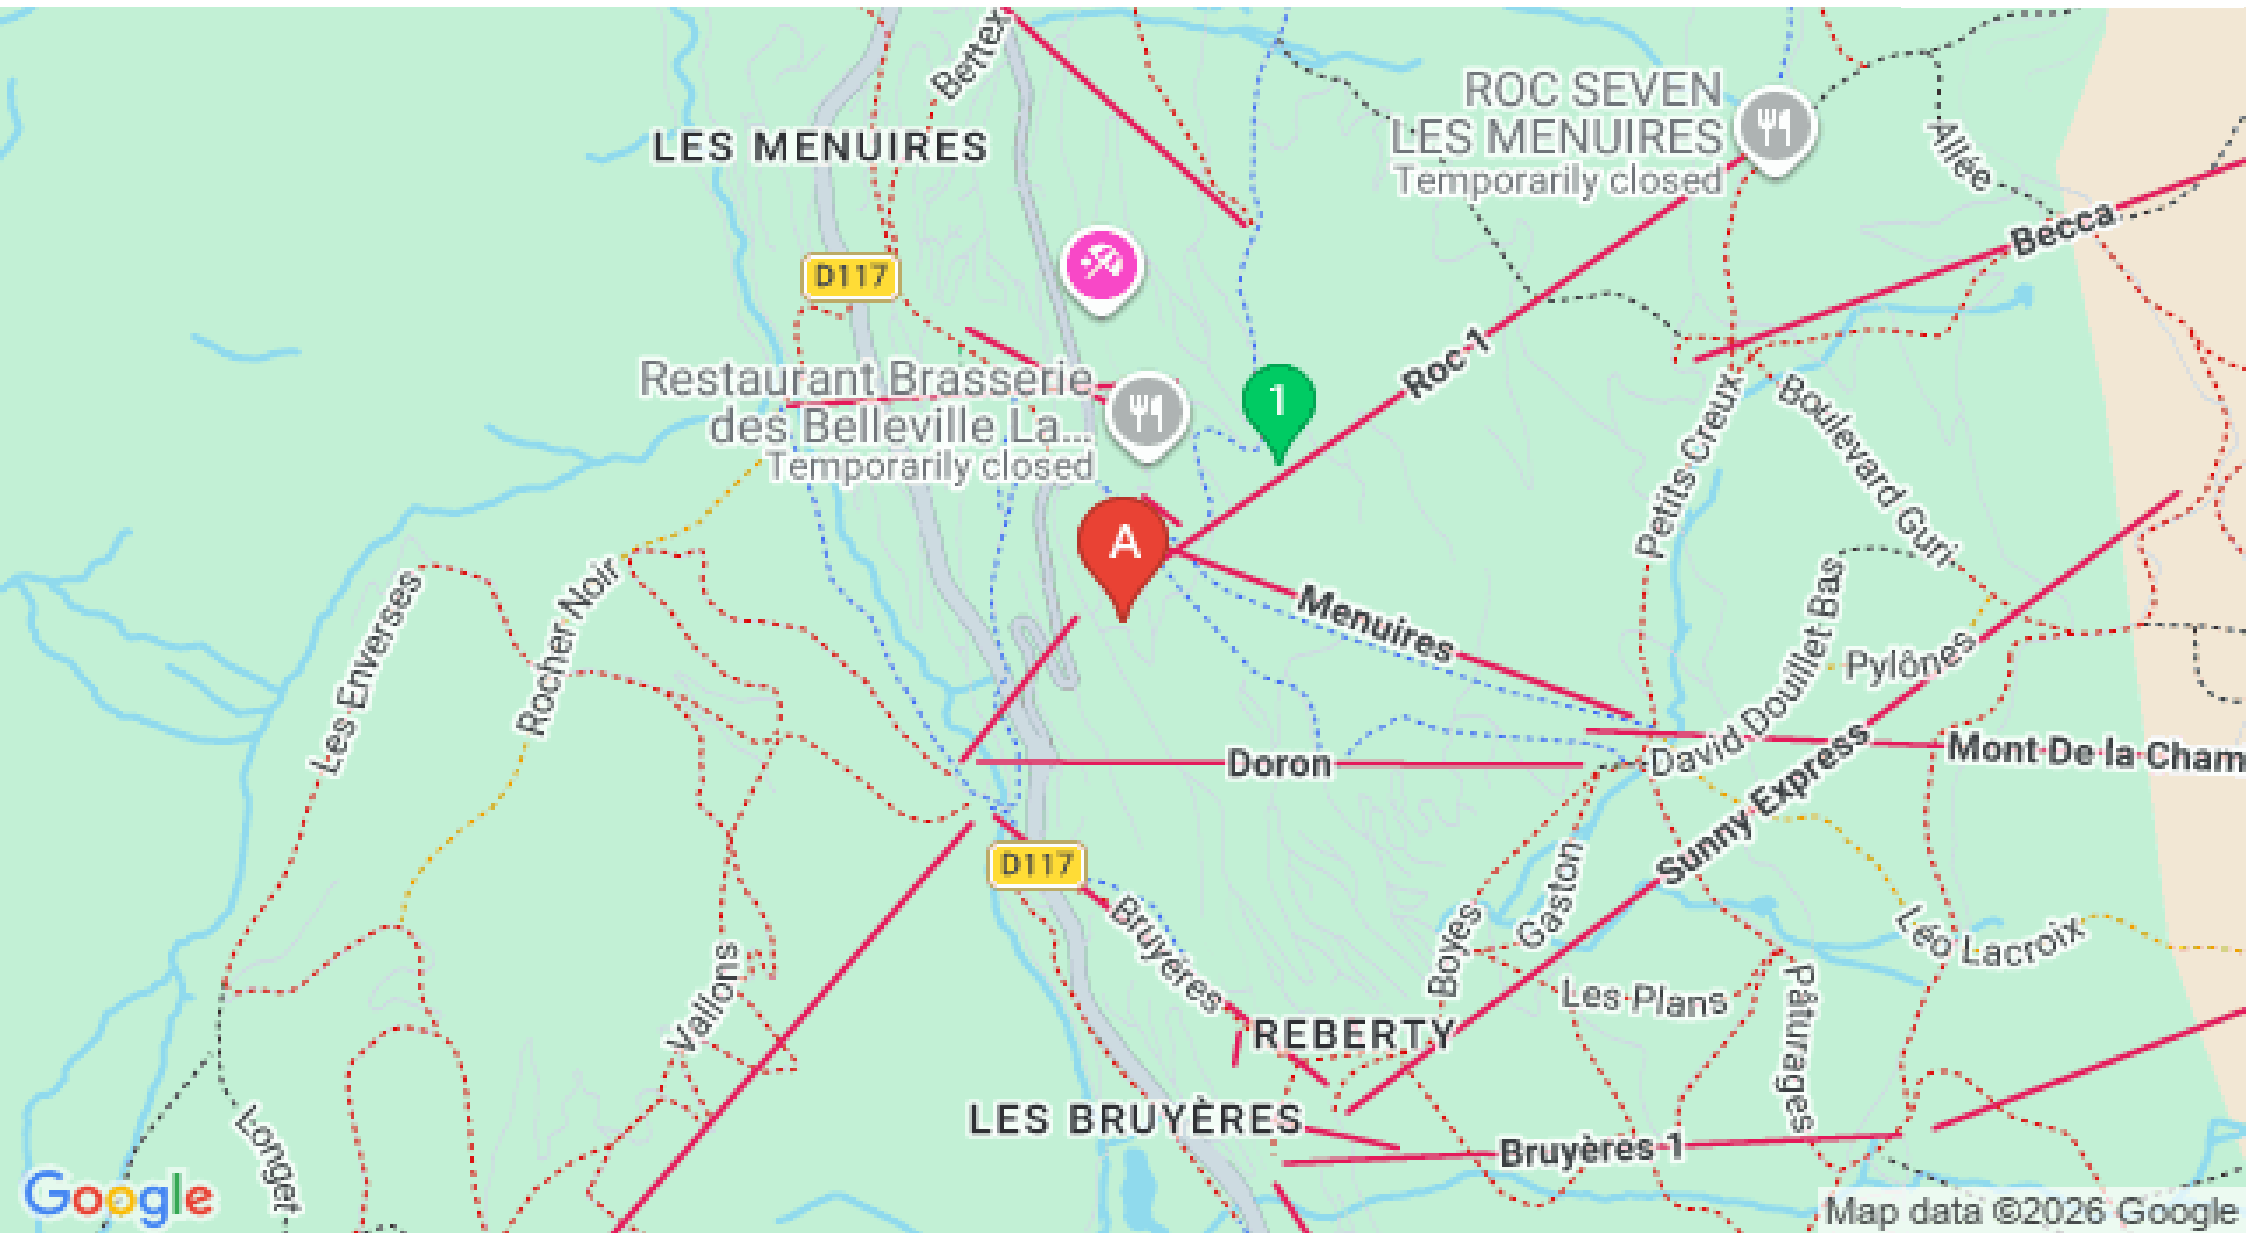 Bettex
ROC SEVEN
LES MENUIRES
Temporarily closed
LES MENUIRES
Allée
Becca
D117
Roc 1
Restaurant Brasserie
des Belleville La...
Temporarily closed
1
Petits Creux
Boulevard Guri
A
Les Enverses
Rocher Noir
Menuires
David Douillet Bas
Pylônes
Doron
Mont De la Cham
Sunny Express
D117
Bruyères
Vallons
Boyes
Gaston
Léo Lacroix
Les Plans
Pâturages
REBERTY
LES BRUYÈRES
Bruyères 1
Longet
Google
Map data ©2026 Google